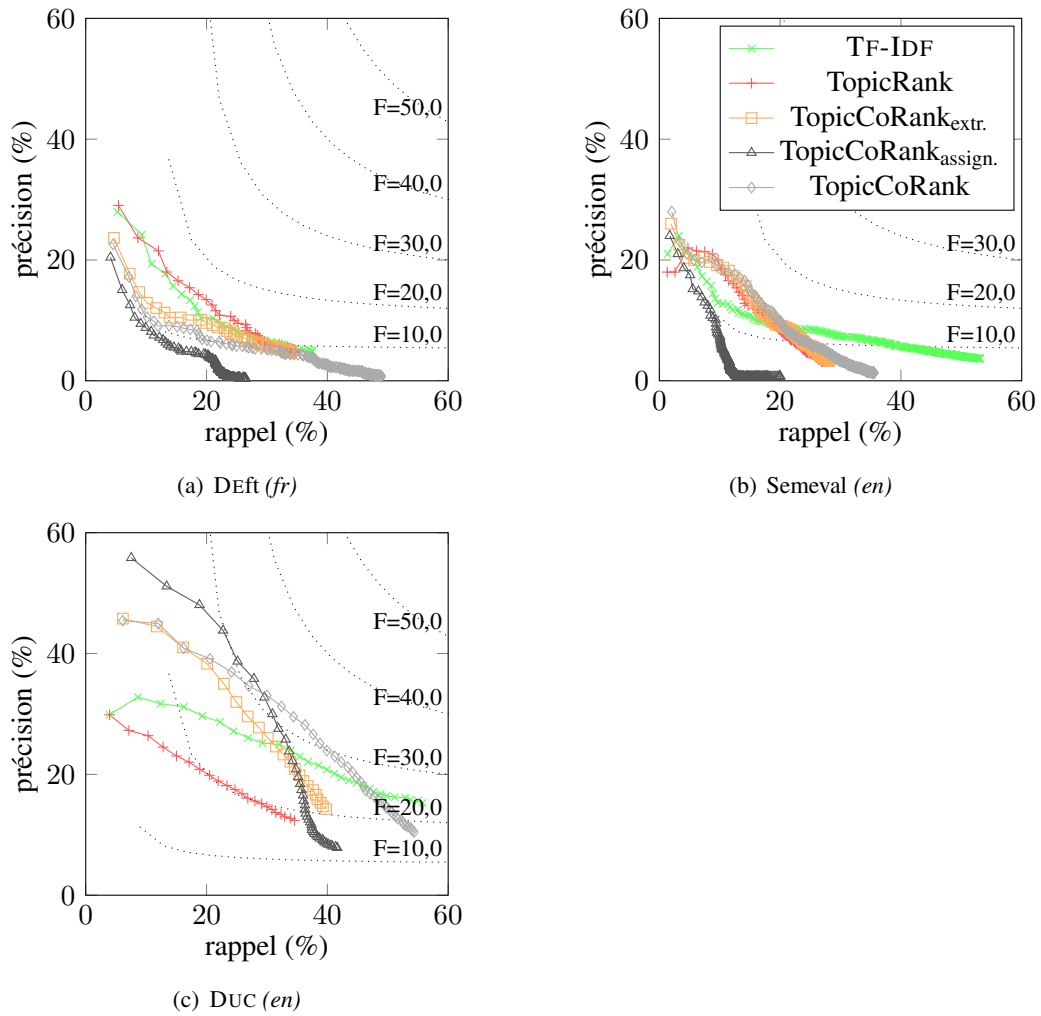 60
40
20
0
0
20
40
60
précision (%)
rappel (%)
F=50,0
F=40,0
F=30,0
F=20,0
F=10,0
(a) DEft (fr)
60
40
20
0
0
20
40
60
précision (%)
rappel (%)
TF-IDF
TopicRank
TopicCoRankextr.
TopicCoRankassign.
TopicCoRank
F=30,0
F=20,0
F=10,0
(b) Semeval (en)
60
40
20
0
0
20
40
60
précision (%)
rappel (%)
F=50,0
F=40,0
F=30,0
F=20,0
F=10,0
(c) DUC (en)